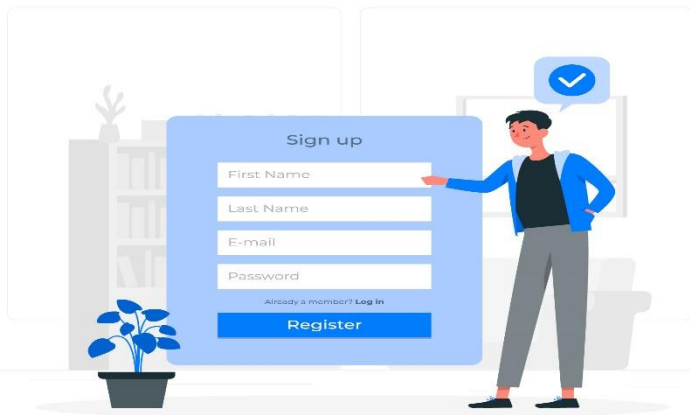 Sign up
First Name
Last Name
E-mail
Password
Already a member? Log in
Register